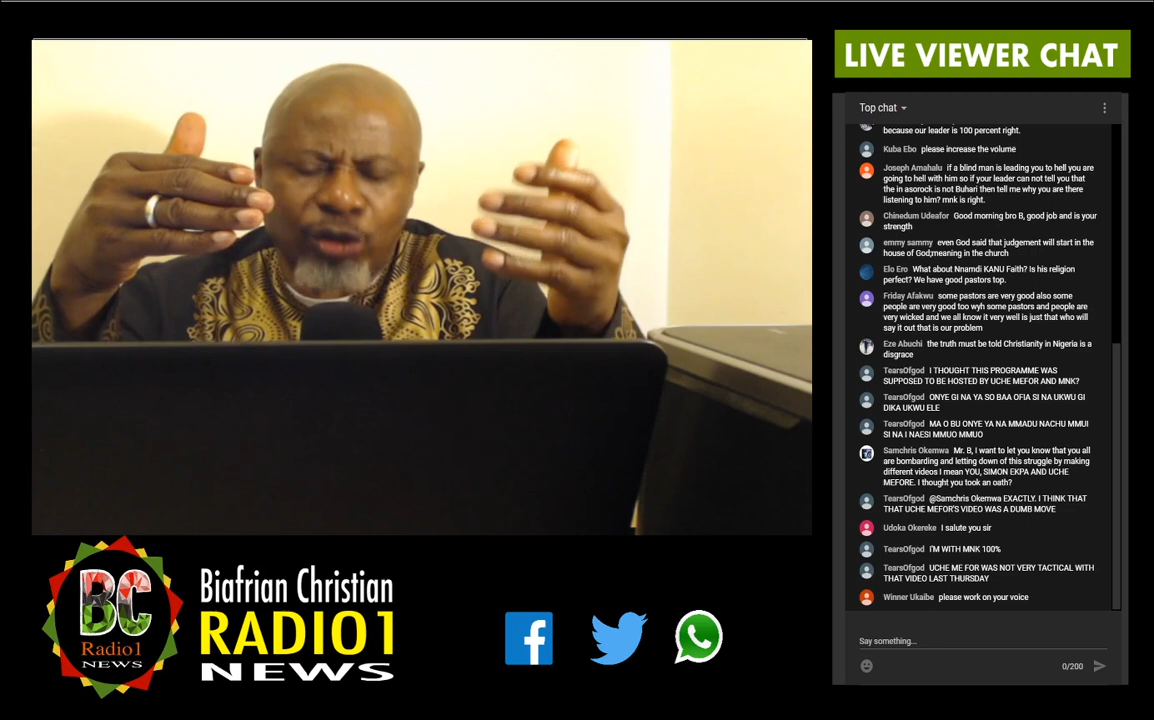 LIVE VIEWER CHAT
Top chat
because our leader is 100 percent right.
Kuba Ebo please increase the volume
Joseph Amahalu if a blind man is leading you to hell you are
going to hell with him so if your leader can not tell you that
the in asorock is not Buhari then tell me why you are there
listening to him? mnk is right.
Chinedum Udeafor Good morning bro B, good job and is your
strength
emmy sammy even God said that judgement will start in the
house of God;meaning in the church
Elo Ero What about Nnamdi KANU Faith? Is his religion
perfect? We have good pastors top.
Friday Afakwu some pastors are very good also some
people are very good too wyh some pastors and people are
very wicked and we all know it very well is just that who will
say it out that is our problem
Eze Abuchi the truth must be told Christianity in Nigeria is a
disgrace
TearsOfgod I THOUGHT THIS PROGRAMME WAS
SUPPOSED TO BE HOSTED BY UCHE MEFOR AND MNK?
TearsOfgod ONYE GI NA YA SO BAA OFIA SI NA UKWU GI
DIKA UKWU ELE
TearsOfgod MA O BU ONYE YA NA MMADU NACHU MMUI
SI NA I NAESI MMUO MMUO
Samchris Okemwa Mr. B, I want to let you know that you all
are bombarding and letting down of this struggle by making
different videos I mean YOU, SIMON EKPA AND UCHE
MEFORE. I thought you took an oath?
TearsOfgod @Samchris Okemwa EXACTLY. I THINK THAT
THAT UCHE MEFOR'S VIDEO WAS A DUMB MOVE
Udoka Okereke I salute you sir
TearsOfgod I'M WITH MNK 100%
TearsOfgod UCHE ME FOR WAS NOT VERY TACTICAL WITH
THAT VIDEO LAST THURSDAY
Winner Ukaibe please work on your voice
Say something...
0/200
BC
Radio1
NEWS
Biafrian Christian
RADIO1
NEWS